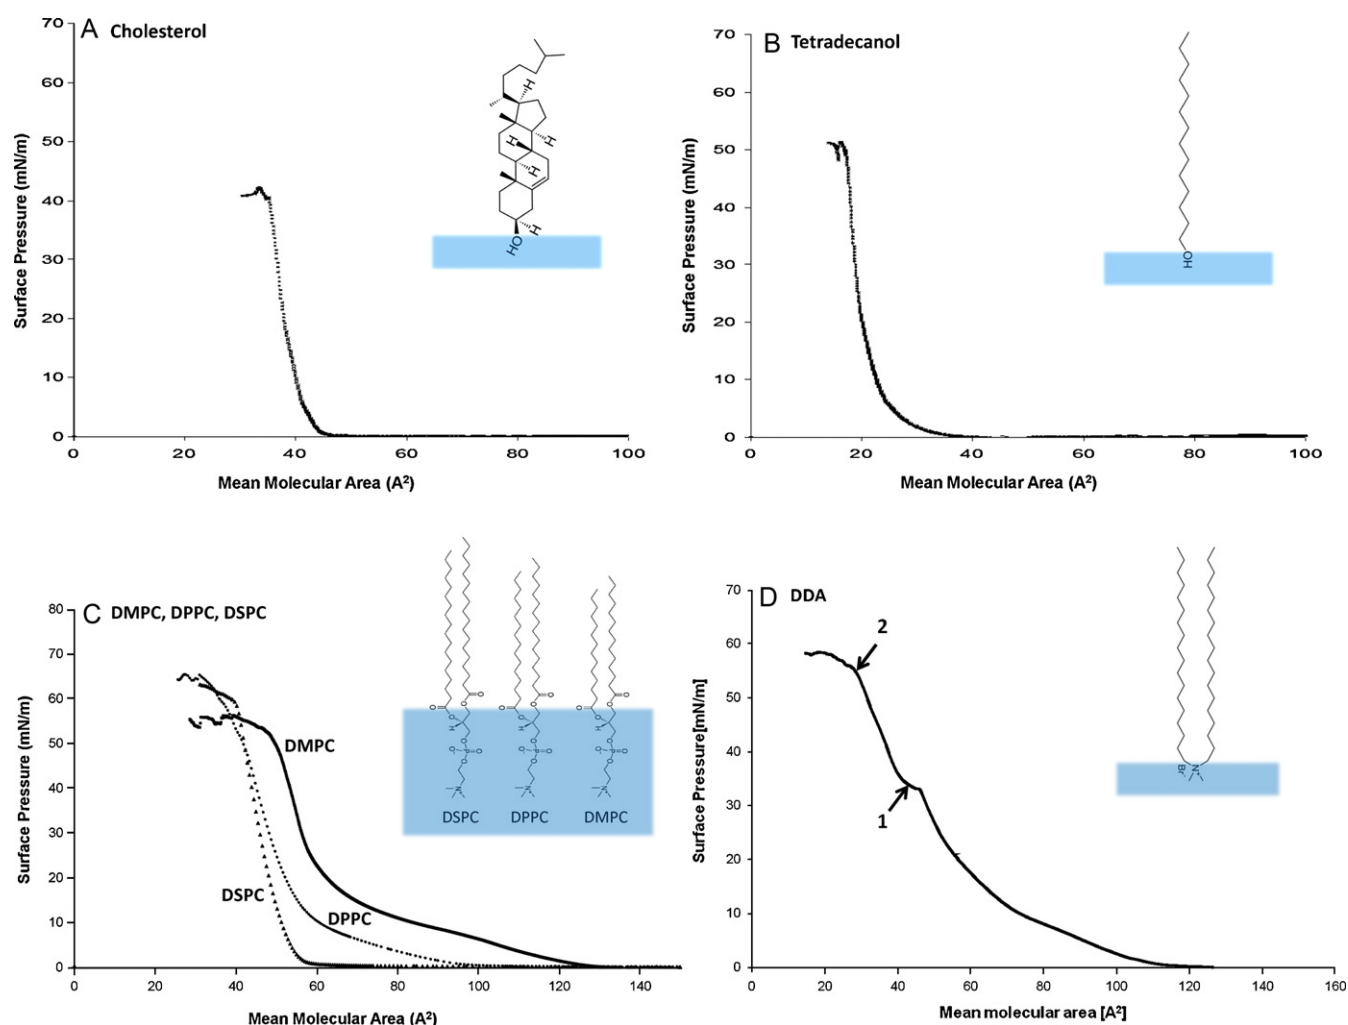 A Cholesterol
70
60
50
40
30
20
10
0
0 20 40 60 80 100
Surface Pressure (mN/m)
Mean Molecular Area (A²)
H
H
H
H
H
OH
B Tetradecanol
70
60
50
40
30
20
10
0
0 20 40 60 80 100
Surface Pressure (mN/m)
Mean Molecular Area (A²)
OH
C DMPC, DPPC, DSPC
80
70
60
50
40
30
20
10
0
0 20 40 60 80 100 120 140
Surface Pressure (mN/m)
Mean Molecular Area (A²)
DMPC
DSPC
DPPC
DSPC DPPC DMPC
D DDA
70
60
50
40
30
20
10
0
0 20 40 60 80 100 120 140 160
Surface Pressure[mN/m]
Mean molecular area [A²]
2
1
Br⁻ N⁺